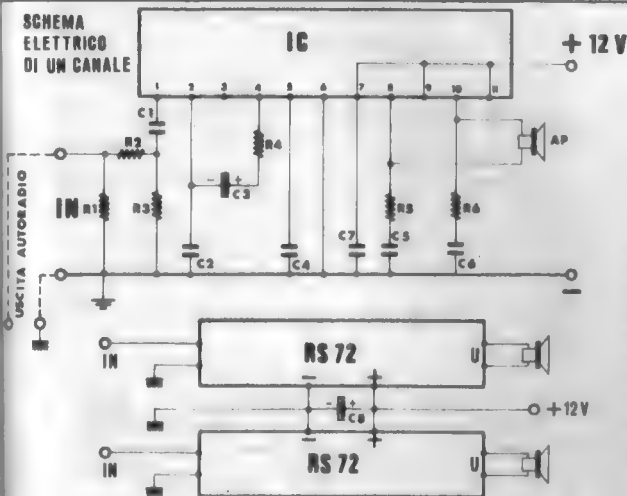 SCHEMA
ELETTRICO
DI UN CANALE
IC
+ 12 V
1 2 3 4 5 6 7 8 9 10 11
C1
R2
R4
AP
- +
C3
IN
R1
R3
R5
R6
C2
C4
C7
C5
C6
USCITA AUTORADIO
-
IN
RS 72
U
- +
- +
C8
+12V
- +
IN
RS 72
U